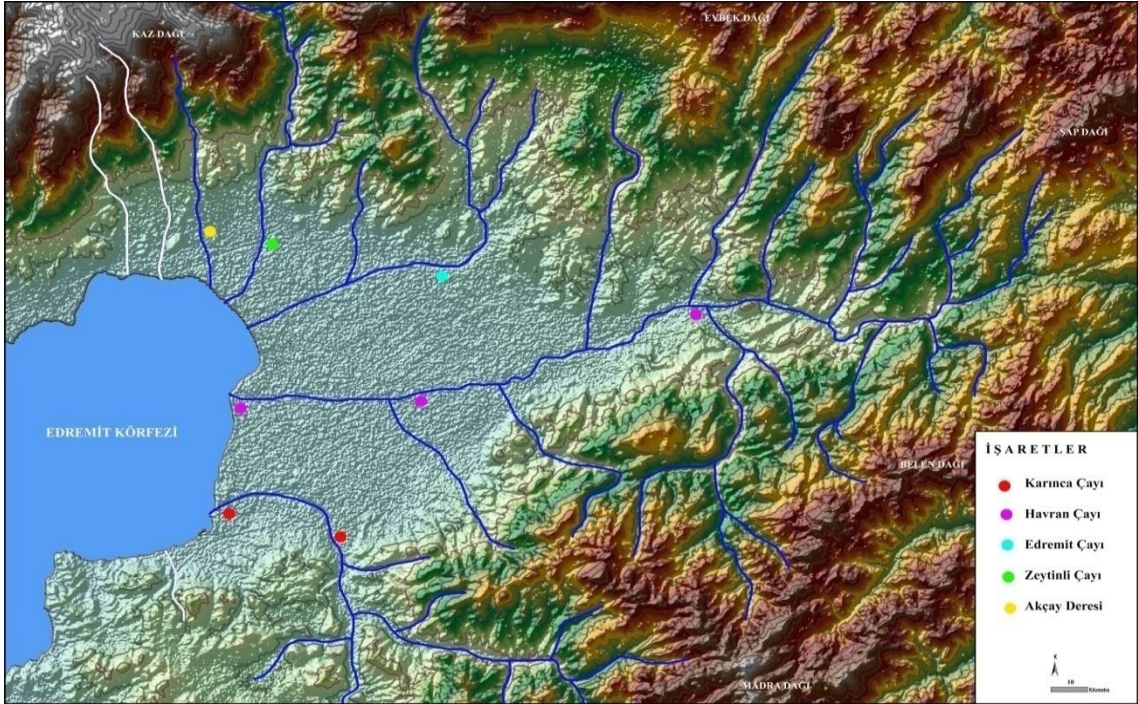 KAZ DAĞI
EYBEK DAĞI
ŞAP DAĞI
EDREMİT KÖRFEZİ
BELEN DAĞI
MADRA DAĞI
İŞARETLER
Karınca Çayı
Havran Çayı
Edremit Çayı
Zeytinli Çayı
Akçay Deresi
K
10
Kilometre